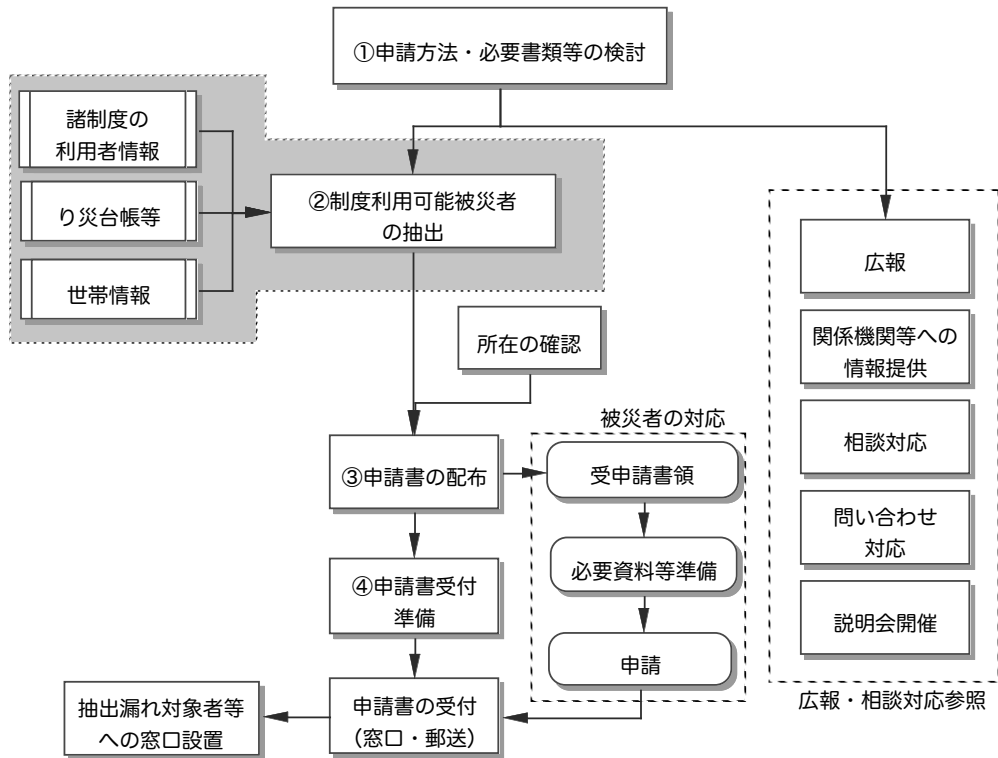 ①申請方法・必要書類等の検討
諸制度の
利用者情報
り災台帳等
世帯情報
②制度利用可能被災者
の抽出
所在の確認
③申請書の配布
④申請書受付
準備
申請書の受付
(窓口・郵送)
抽出漏れ対象者等
への窓口設置
被災者の対応
受申請書領
必要資料等準備
申請
広報
関係機関等への
情報提供
相談対応
問い合わせ
対応
説明会開催
広報・相談対応参照